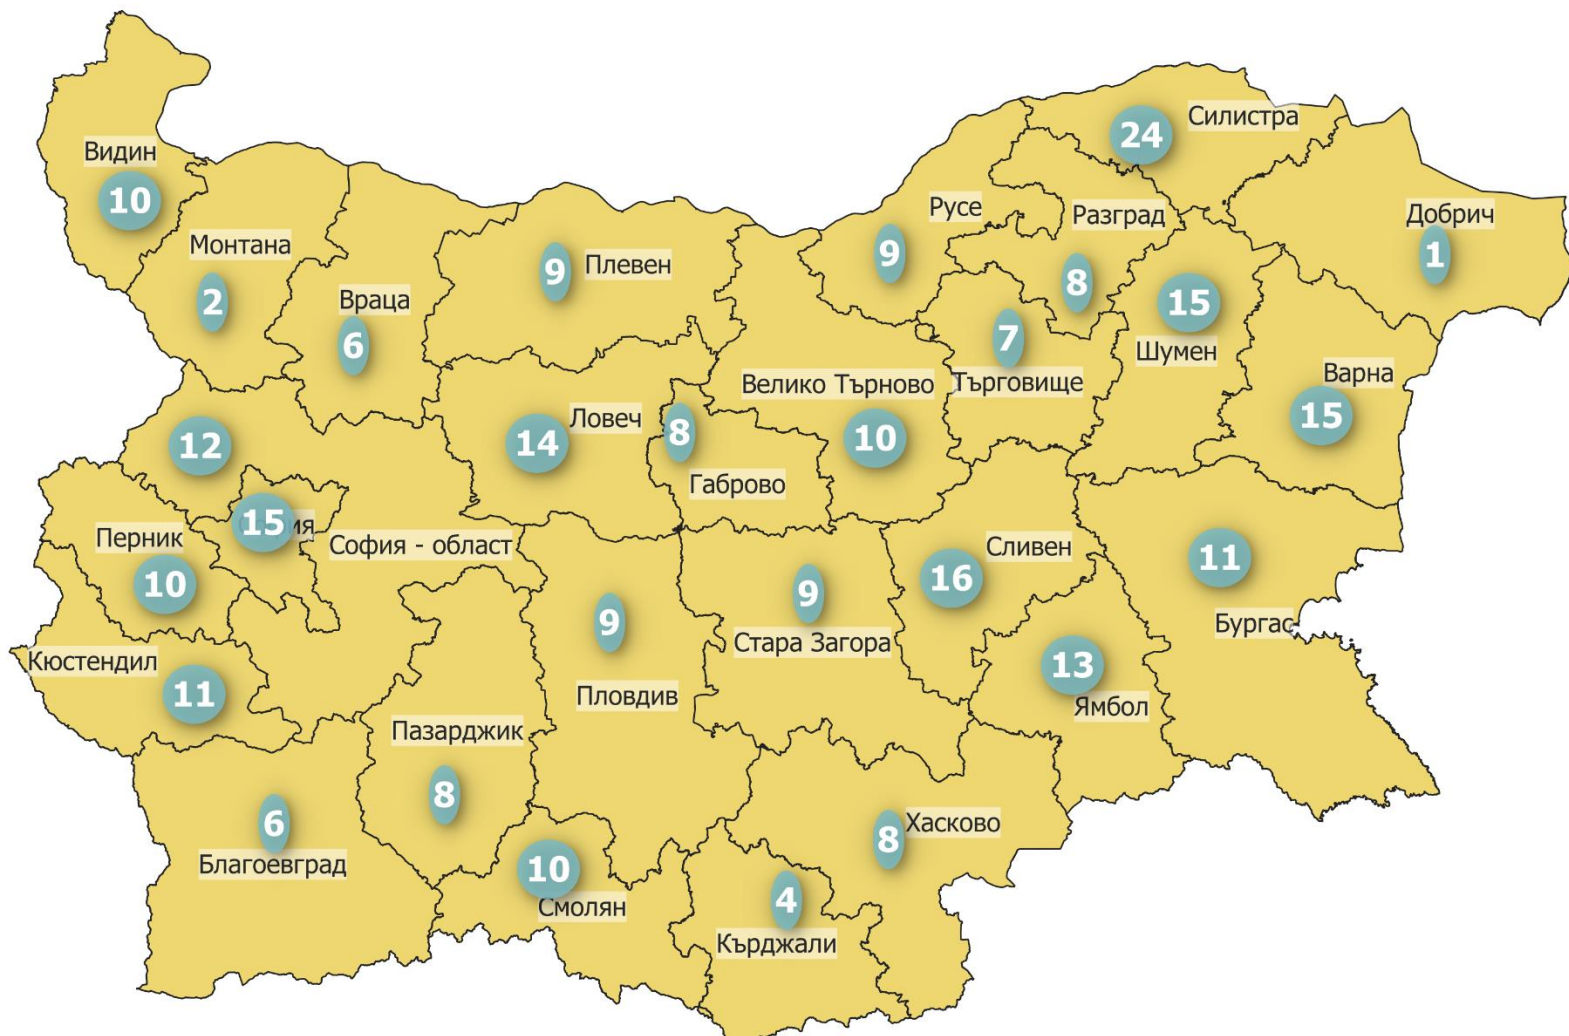 Силистра
24
Видин
10
Русе
9
Разград
8
Добрич
1
Монтана
2
Плевен
9
Враца
6
Шумен
15
Търговище
7
Варна
15
Велико Търново
10
Ловеч
14
Габрово
8
12
София - област
15
Перник
10
Сливен
16
Бургас
11
Стара Загора
9
Пловдив
9
Кюстендил
11
Ямбол
13
Пазарджик
8
Хасково
8
Благоевград
6
Смолян
10
Кърджали
4